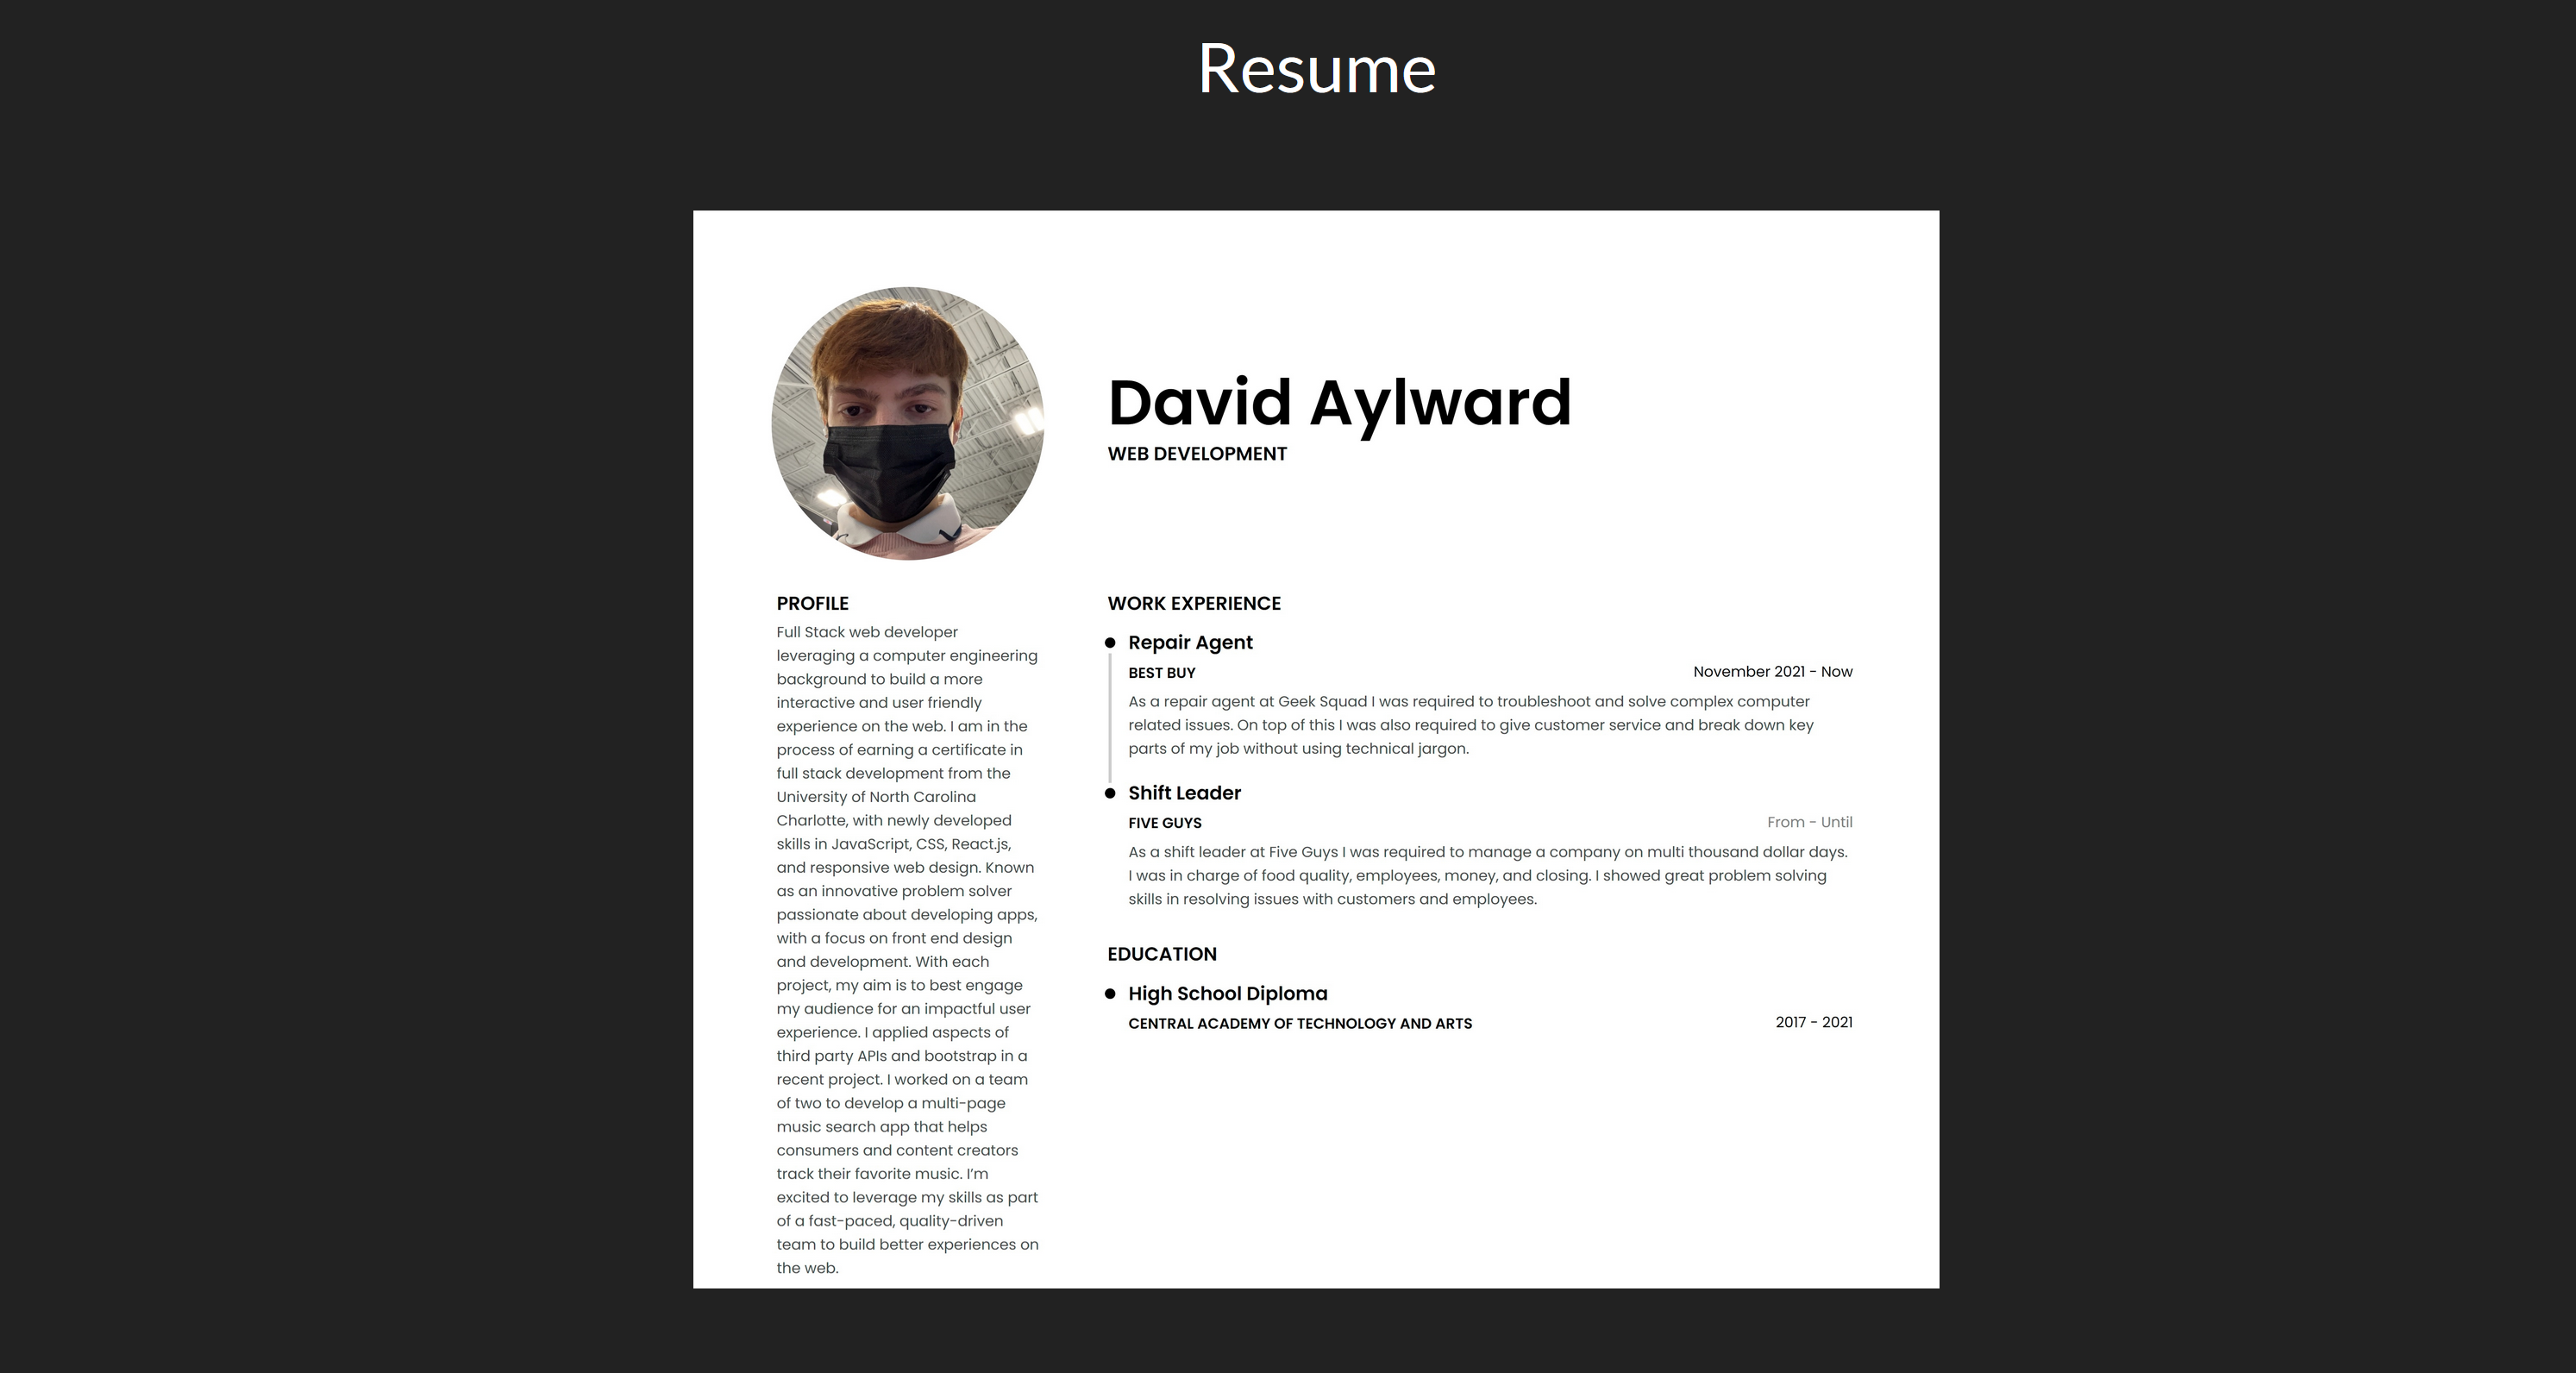 Resume
David Aylward
WEB DEVELOPMENT
PROFILE
Full Stack web developer
leveraging a computer engineering
background to build a more
interactive and user friendly
experience on the web. I am in the
process of earning a certificate in
full stack development from the
University of North Carolina
Charlotte, with newly developed
skills in JavaScript, CSS, React.js,
and responsive web design. Known
as an innovative problem solver
passionate about developing apps,
with a focus on front end design
and development. With each
project, my aim is to best engage
my audience for an impactful user
experience. I applied aspects of
third party APIs and bootstrap in a
recent project. I worked on a team
of two to develop a multi-page
music search app that helps
consumers and content creators
track their favorite music. I’m
excited to leverage my skills as part
of a fast-paced, quality-driven
team to build better experiences on
the web.
WORK EXPERIENCE
Repair Agent
BEST BUY November 2021 - Now
As a repair agent at Geek Squad I was required to troubleshoot and solve complex computer
related issues. On top of this I was also required to give customer service and break down key
parts of my job without using technical jargon.
Shift Leader
FIVE GUYS From - Until
As a shift leader at Five Guys I was required to manage a company on multi thousand dollar days.
I was in charge of food quality, employees, money, and closing. I showed great problem solving
skills in resolving issues with customers and employees.
EDUCATION
High School Diploma
CENTRAL ACADEMY OF TECHNOLOGY AND ARTS 2017 - 2021